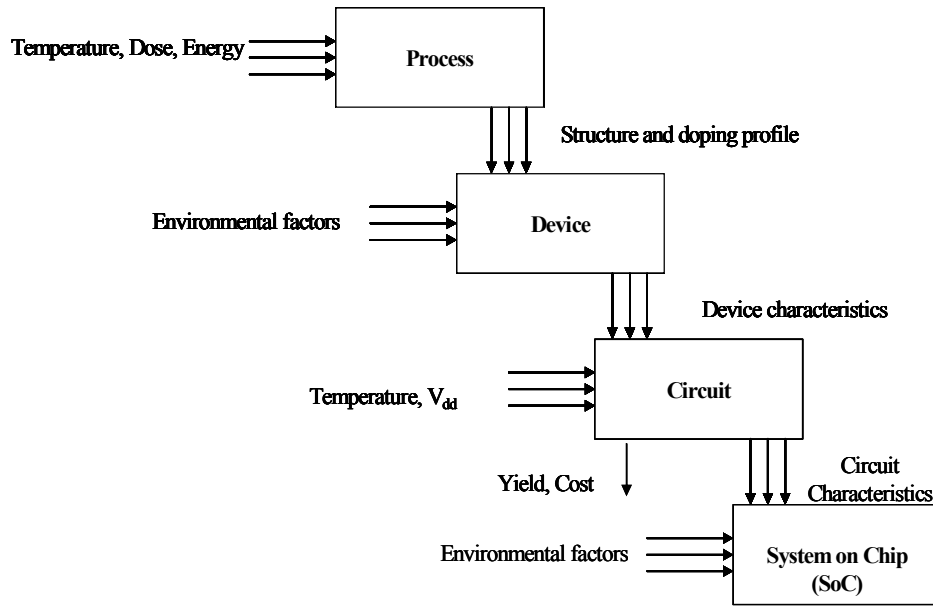 Process
Temperature, Dose, Energy
Structure and doping profile
Device
Environmental factors
Device characteristics
Circuit
Temperature, Vdd
Yield, Cost
Circuit
Characteristics
Environmental factors
System on Chip
(SoC)